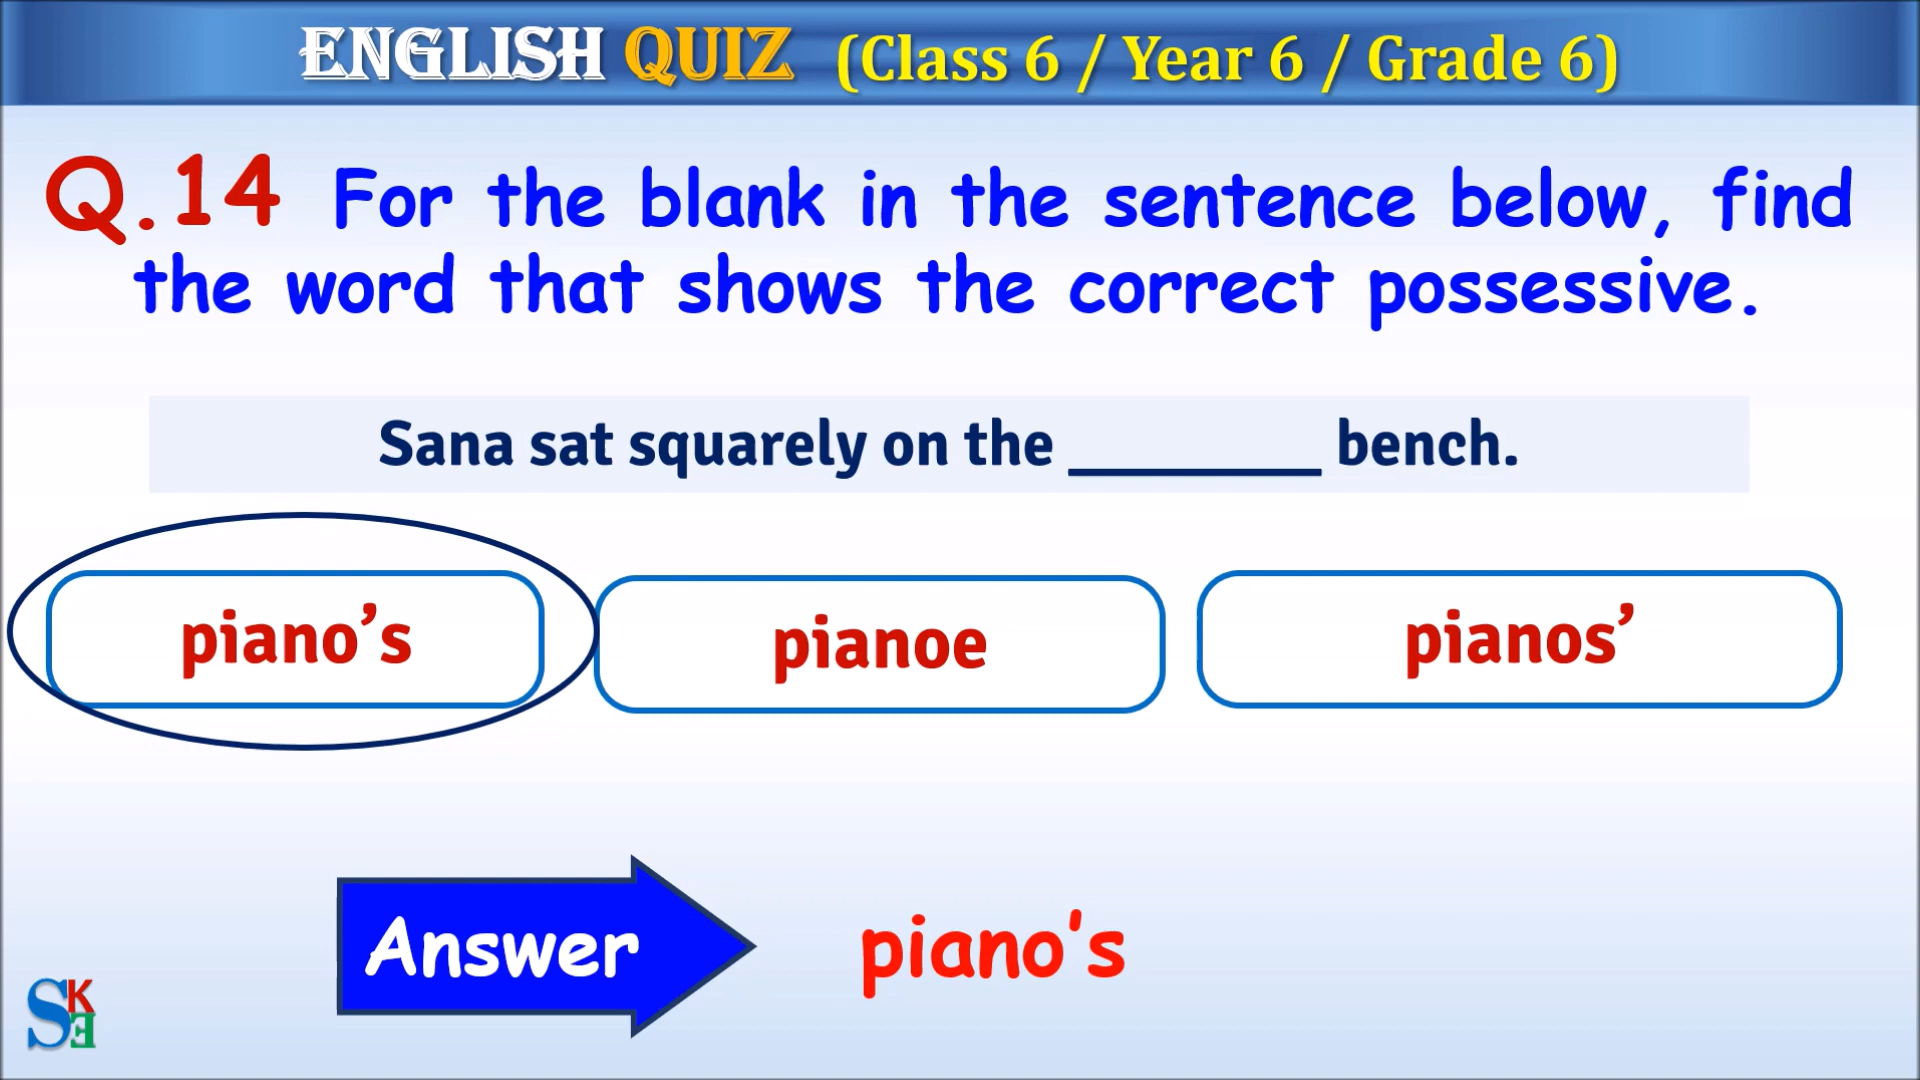 ENGLISH QUIZ (Class 6 / Year 6 / Grade 6)
Q.14 For the blank in the sentence below, find
the word that shows the correct possessive.
Sana sat squarely on the ________ bench.
piano’s
pianoe
pianos’
Answer
piano's
SKE